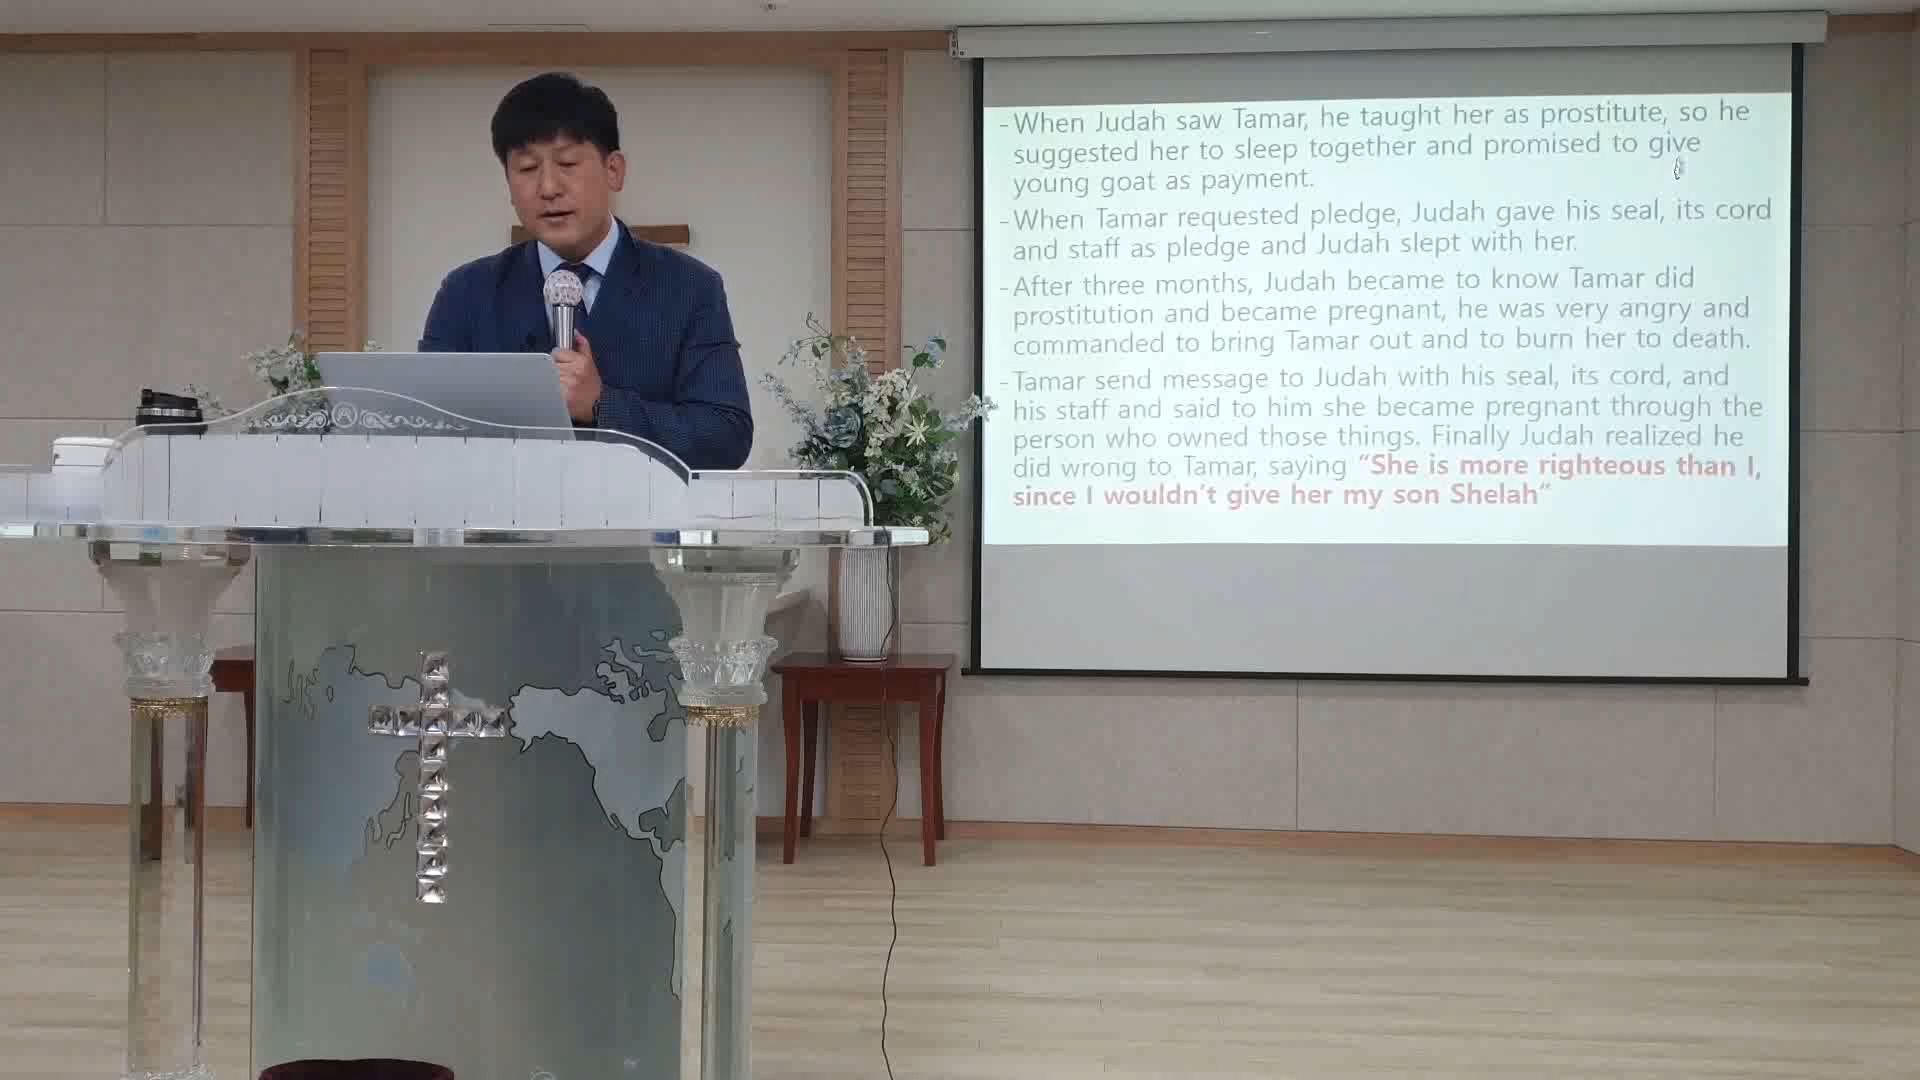 - When Judah saw Tamar, he taught her as prostitute, so he
suggested her to sleep together and promised to give
young goat as payment.
- When Tamar requested pledge, Judah gave his seal, its cord
and staff as pledge and Judah slept with her.
- After three months, Judah became to know Tamar did
prostitution and became pregnant, he was very angry and
commanded to bring Tamar out and to burn her to death.
- Tamar send message to Judah with his seal, its cord, and
his staff and said to him she became pregnant through the
person who owned those things. Finally Judah realized he
did wrong to Tamar, saying “She is more righteous than I,
since I wouldn’t give her my son Shelah”